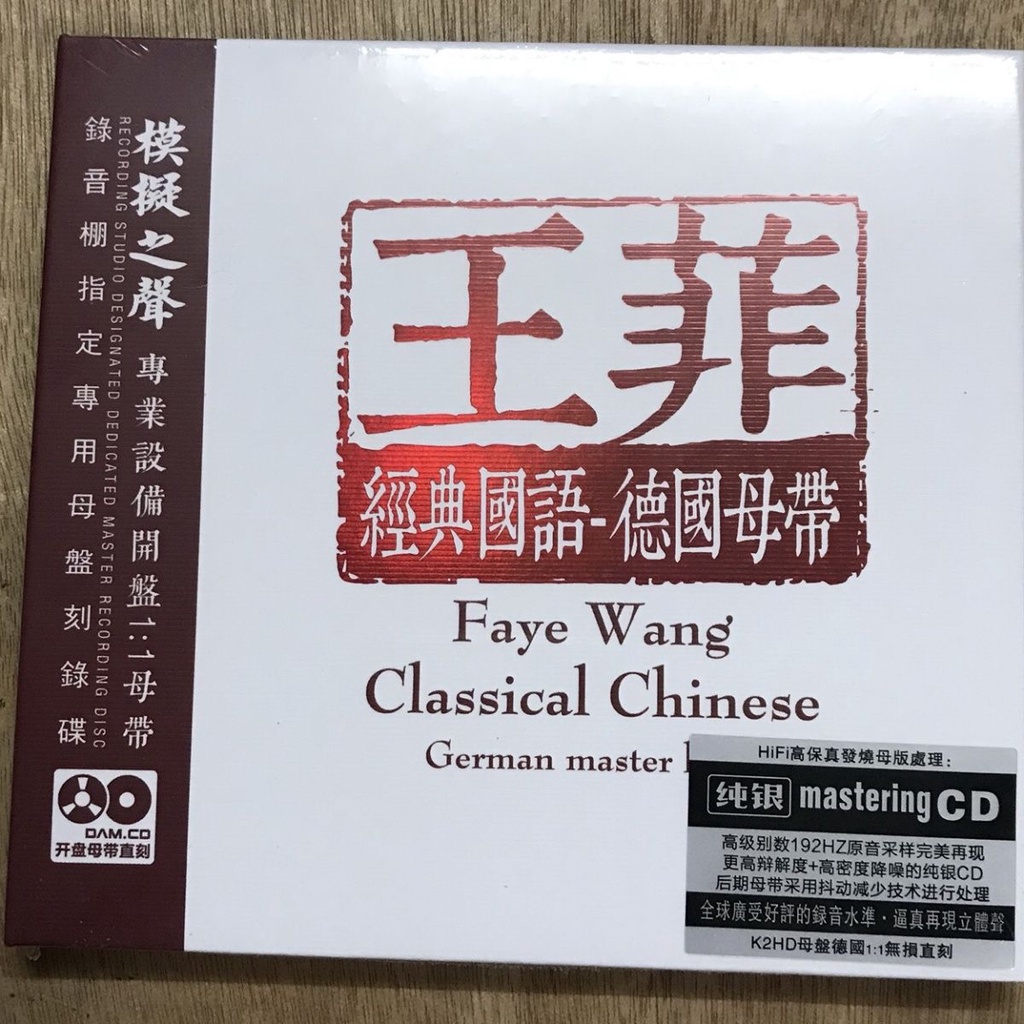 模擬之聲 專業設備開盤1:1母帶
RECORDING STUDIO DESIGNATED DEDICATED MASTER RECORDING DISC
錄音棚指定專用母盤刻錄碟
DAM.CD
开盘母带直刻
王菲
經典國語-德國母帶
Faye Wang
Classical Chinese
German master
HiFi高保真發燒母版處理:
纯银 mastering CD
高级别数192HZ原音采样完美再现
更高辩解度+高密度降噪的纯银CD
后期母带采用抖动减少技术进行处理
全球廣受好評的録音水準·逼真再現立體聲
K2HD母盤德國1:1無損直刻